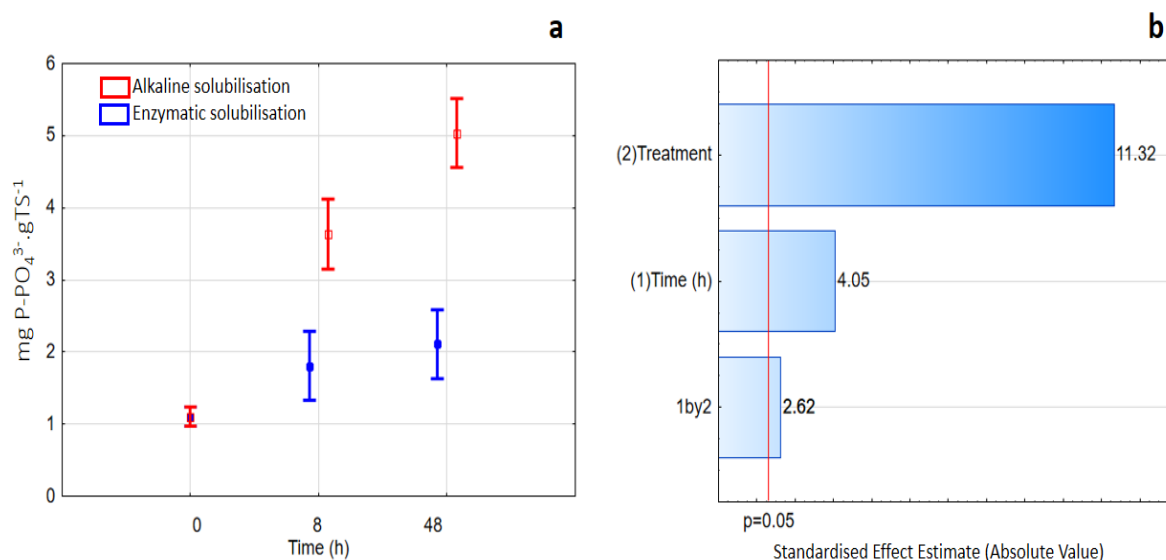 a
6
5
4
3
2
1
0
mg P-PO₄³⁻.gTS⁻¹
Alkaline solubilisation
Enzymatic solubilisation
0 8 48
Time (h)
b
(2)Treatment
11.32
(1)Time (h)
4.05
1by2
2.62
p=0.05
Standardised Effect Estimate (Absolute Value)